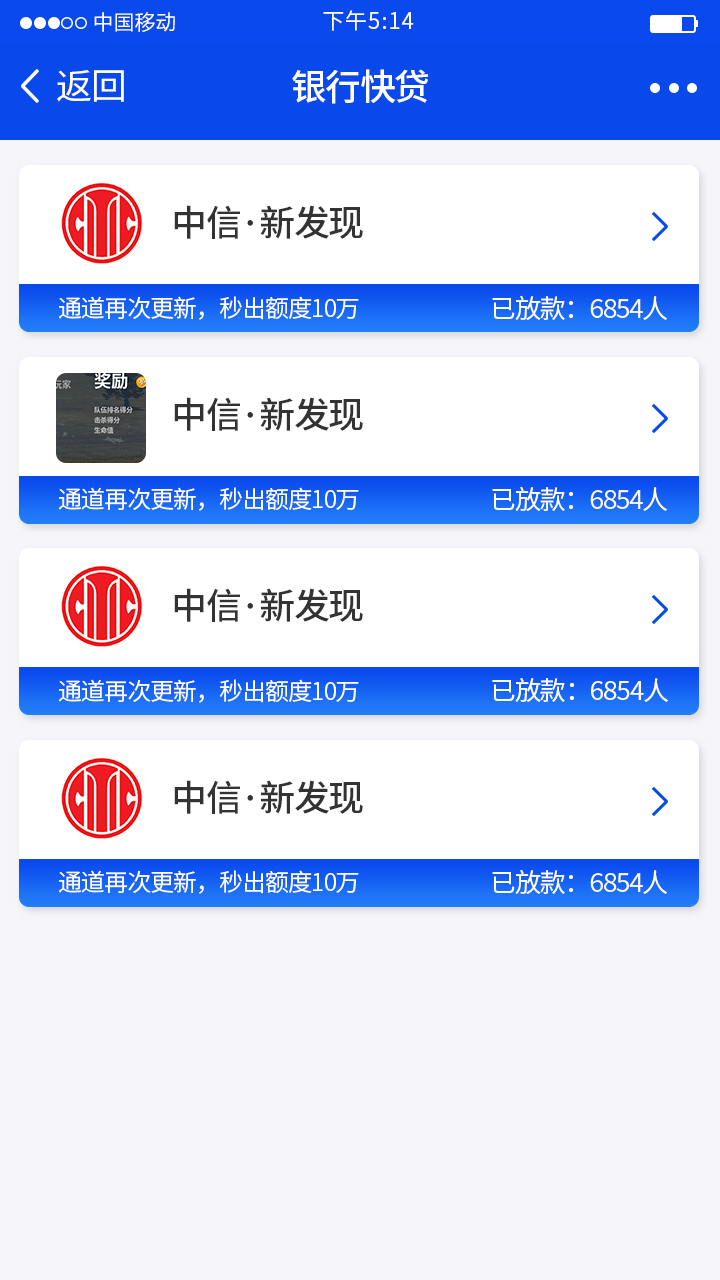 中国移动 下午5:14
返回 银行快贷
中信·新发现
通道再次更新，秒出额度10万 已放款：6854人
玩家 奖励
中信·新发现
队伍排名得分
击杀得分
生命值
通道再次更新，秒出额度10万 已放款：6854人
中信·新发现
通道再次更新，秒出额度10万 已放款：6854人
中信·新发现
通道再次更新，秒出额度10万 已放款：6854人